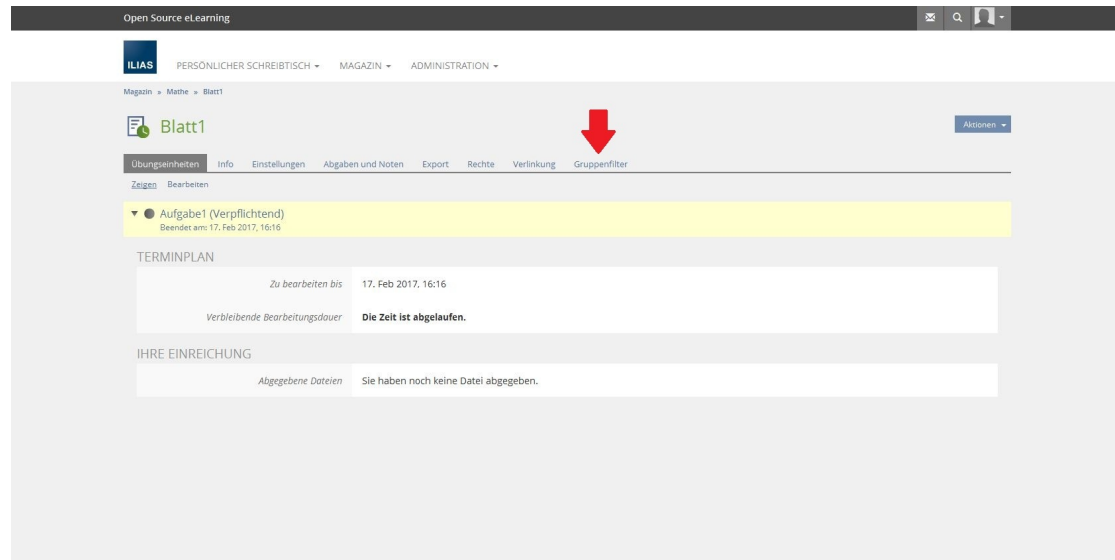 Open Source eLearning
ILIAS PERSÖNLICHER SCHREIBTISCH MAGAZIN ADMINISTRATION
Magazin » Mathe » Blatt1
Blatt1
Aktionen
Übungseinheiten Info Einstellungen Abgaben und Noten Export Rechte Verlinkung Gruppenfilter
Zeigen Bearbeiten
Aufgabe1 (Verpflichtend)
Beendet am: 17. Feb 2017, 16:16
TERMINPLAN
Zu bearbeiten bis 17. Feb 2017, 16:16
Verbleibende Bearbeitungsdauer Die Zeit ist abgelaufen.
IHRE EINREICHUNG
Abgegebene Dateien Sie haben noch keine Datei abgegeben.